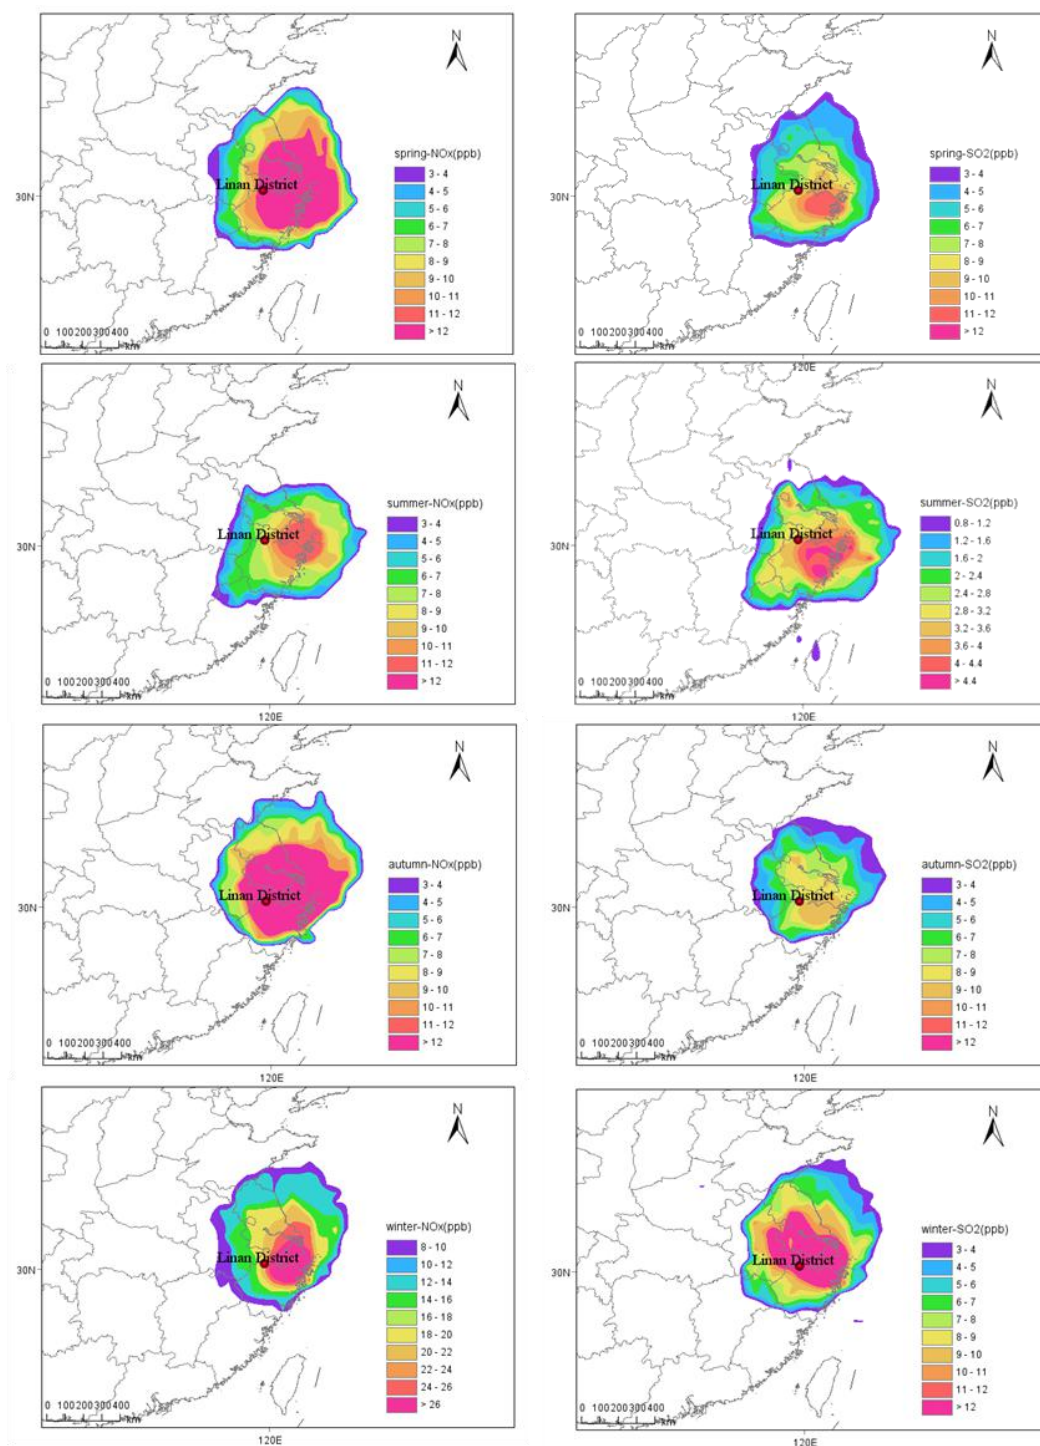 N
spring-NOx(ppb)
3 - 4
4 - 5
5 - 6
6 - 7
7 - 8
8 - 9
9 - 10
10 - 11
11 - 12
> 12
Linan District
30N
0 100200300400
km
N
spring-SO2(ppb)
3 - 4
4 - 5
5 - 6
6 - 7
7 - 8
8 - 9
9 - 10
10 - 11
11 - 12
> 12
Linan District
30N
0 100200300400
km
120E
N
summer-NOx(ppb)
3 - 4
4 - 5
5 - 6
6 - 7
7 - 8
8 - 9
9 - 10
10 - 11
11 - 12
> 12
Linan District
30N
0 100200300400
km
120E
N
summer-SO2(ppb)
0.8 - 1.2
1.2 - 1.6
1.6 - 2
2 - 2.4
2.4 - 2.8
2.8 - 3.2
3.2 - 3.6
3.6 - 4
4 - 4.4
> 4.4
Linan District
30N
0 100200300400
km
120E
N
autumn-NOx(ppb)
3 - 4
4 - 5
5 - 6
6 - 7
7 - 8
8 - 9
9 - 10
10 - 11
11 - 12
> 12
Linan District
30N
0 100200300400
km
120E
N
autumn-SO2(ppb)
3 - 4
4 - 5
5 - 6
6 - 7
7 - 8
8 - 9
9 - 10
10 - 11
11 - 12
> 12
Linan District
30N
0 100200300400
km
120E
N
winter-NOx(ppb)
8 - 10
10 - 12
12 - 14
14 - 16
16 - 18
18 - 20
20 - 22
22 - 24
24 - 26
> 26
Linan District
30N
0 100200300400
km
120E
N
winter-SO2(ppb)
3 - 4
4 - 5
5 - 6
6 - 7
7 - 8
8 - 9
9 - 10
10 - 11
11 - 12
> 12
Linan District
30N
0 100200300400
km
120E